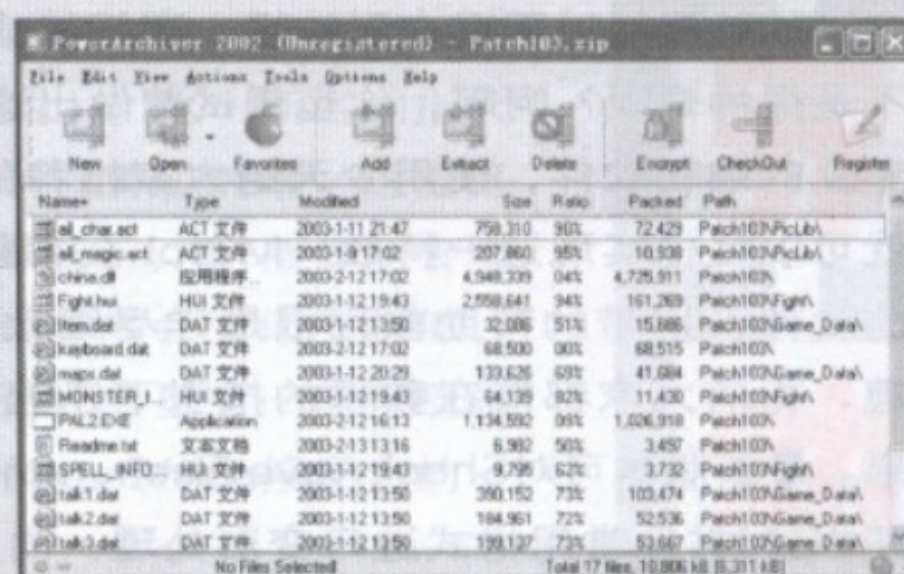 PowerArchiver 2002 (Unregistered) - Patch103.zip
File Edit View Actions Tools Options Help
New Open Favorites Add Extract Delete Encrypt CheckOut Register
Name Type Modified Size Ratio Packed Path
all_char.act ACT 文件 2003-1-11 21:47 758,310 90% 72,429 Patch103\PicLib\
all_magic.act ACT 文件 2003-1-9 17:02 207,860 95% 10,938 Patch103\PicLib\
china.dll 应用程序... 2003-2-12 17:02 4,948,339 04% 4,725,911 Patch103\
Fight.hui HUI 文件 2003-1-12 19:43 2,558,641 94% 161,269 Patch103\Fight\
Item.dat DAT 文件 2003-1-12 13:50 32,086 51% 15,686 Patch103\Game_Data\
keyboard.dat DAT 文件 2003-2-12 17:02 68,500 00% 68,515 Patch103\
maps.dat DAT 文件 2003-1-12 20:29 133,626 69% 41,684 Patch103\Game_Data\
MONSTER_I... HUI 文件 2003-1-12 19:43 64,139 82% 11,430 Patch103\Fight\
PAL2.EXE Application 2003-2-12 16:13 1,134,592 09% 1,026,918 Patch103\
Readme.txt 文本文档 2003-2-13 13:16 6,982 50% 3,497 Patch103\
SPELL_INFO... HUI 文件 2003-1-12 19:43 9,795 62% 3,732 Patch103\Fight\
talk1.dat DAT 文件 2003-1-12 13:50 390,152 73% 103,474 Patch103\Game_Data\
talk2.dat DAT 文件 2003-1-12 13:50 184,961 72% 52,536 Patch103\Game_Data\
talk3.dat DAT 文件 2003-1-12 13:50 199,137 73% 53,667 Patch103\Game_Data\
No Files Selected Total 17 files, 10,806 kB (6,311 kB)